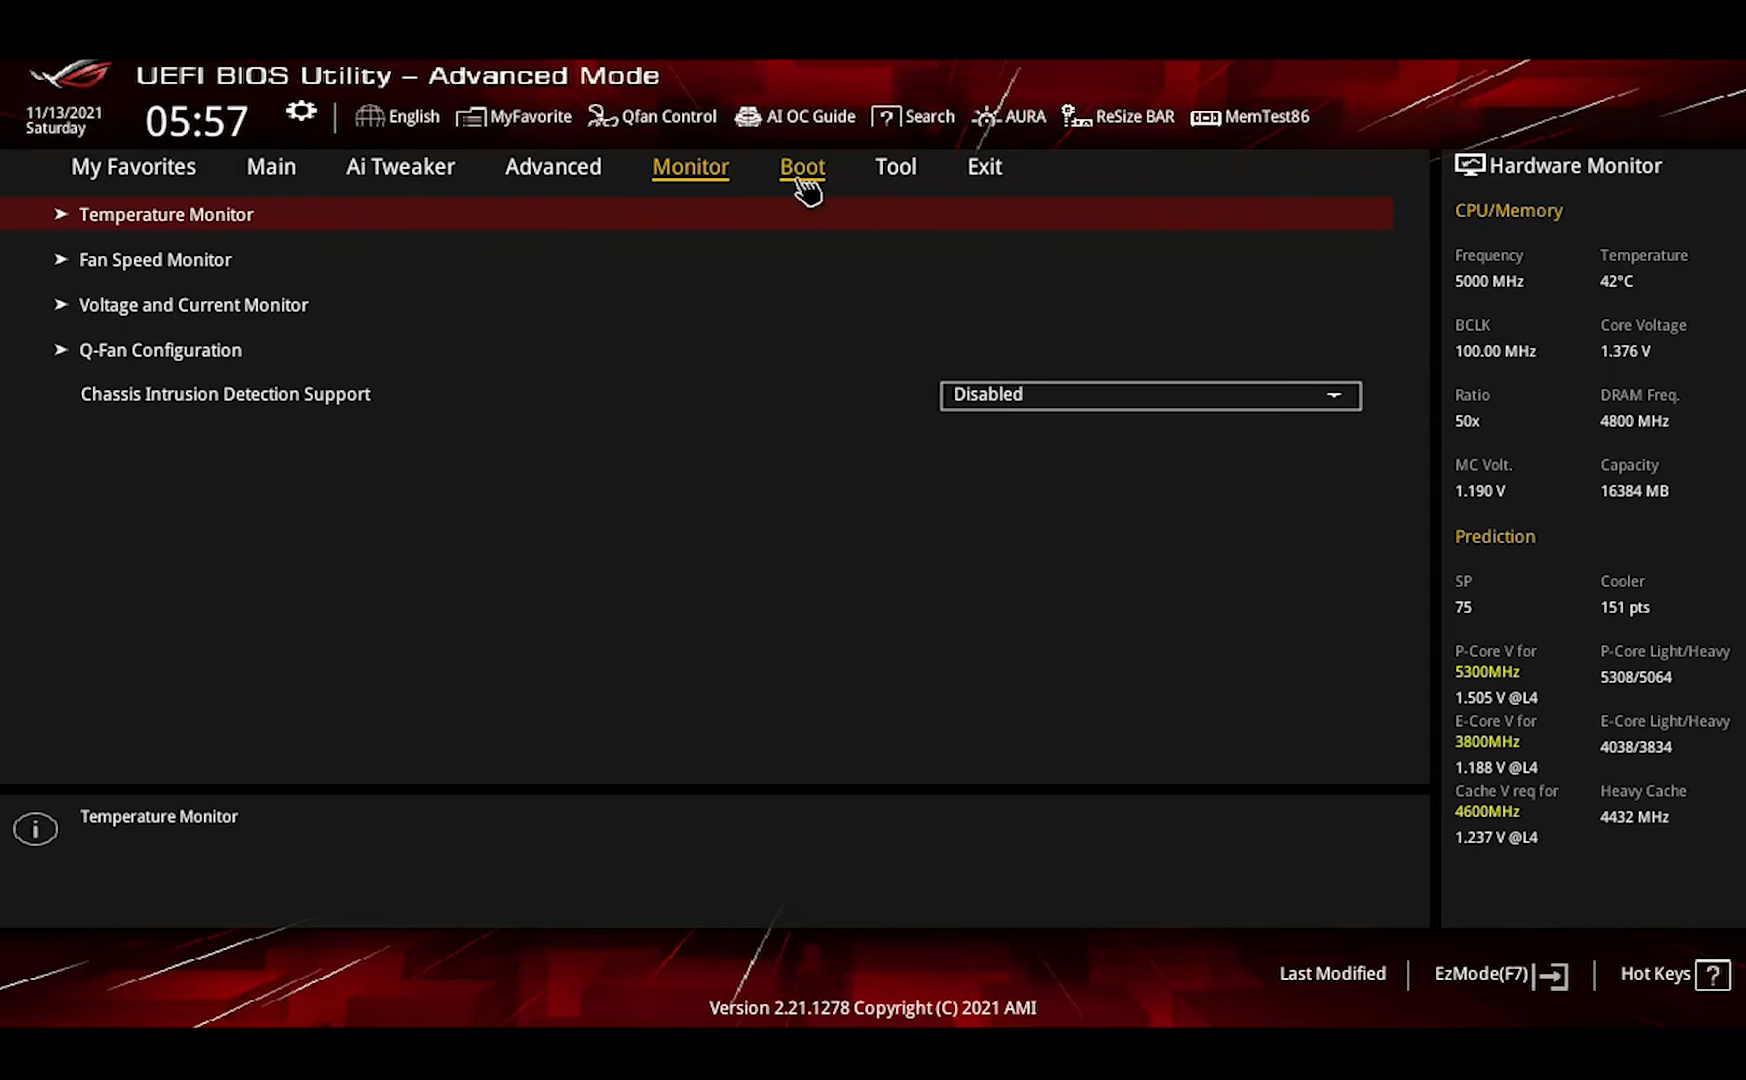 UEFI BIOS Utility – Advanced Mode
11/13/2021
Saturday
05:57
English
MyFavorite
Qfan Control
AI OC Guide
? Search
AURA
ReSize BAR
MemTest86
My Favorites
Main
Ai Tweaker
Advanced
Monitor
Boot
Tool
Exit
Temperature Monitor
Fan Speed Monitor
Voltage and Current Monitor
Q-Fan Configuration
Chassis Intrusion Detection Support
Disabled
Hardware Monitor
CPU/Memory
Frequency Temperature
5000 MHz 42°C
BCLK Core Voltage
100.00 MHz 1.376 V
Ratio DRAM Freq.
50x 4800 MHz
MC Volt. Capacity
1.190 V 16384 MB
Prediction
SP Cooler
75 151 pts
P-Core V for P-Core Light/Heavy
5300MHz 5308/5064
1.505 V @L4
E-Core V for E-Core Light/Heavy
3800MHz 4038/3834
1.188 V @L4
Cache V req for Heavy Cache
4600MHz 4432 MHz
1.237 V @L4
i Temperature Monitor
Last Modified
EzMode(F7)
Hot Keys ?
Version 2.21.1278 Copyright (C) 2021 AMI